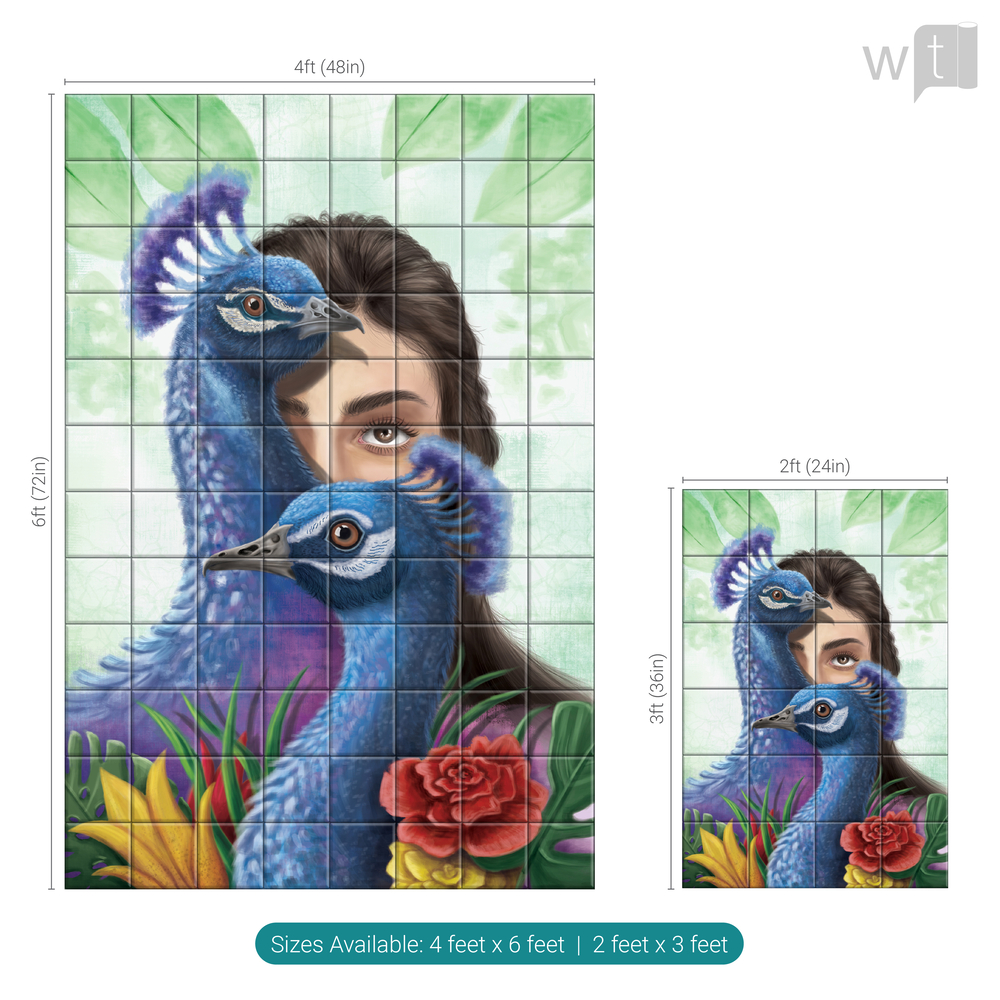 wt
4ft (48in)
6ft (72in)
2ft (24in)
3ft (36in)
Sizes Available: 4 feet x 6 feet | 2 feet x 3 feet